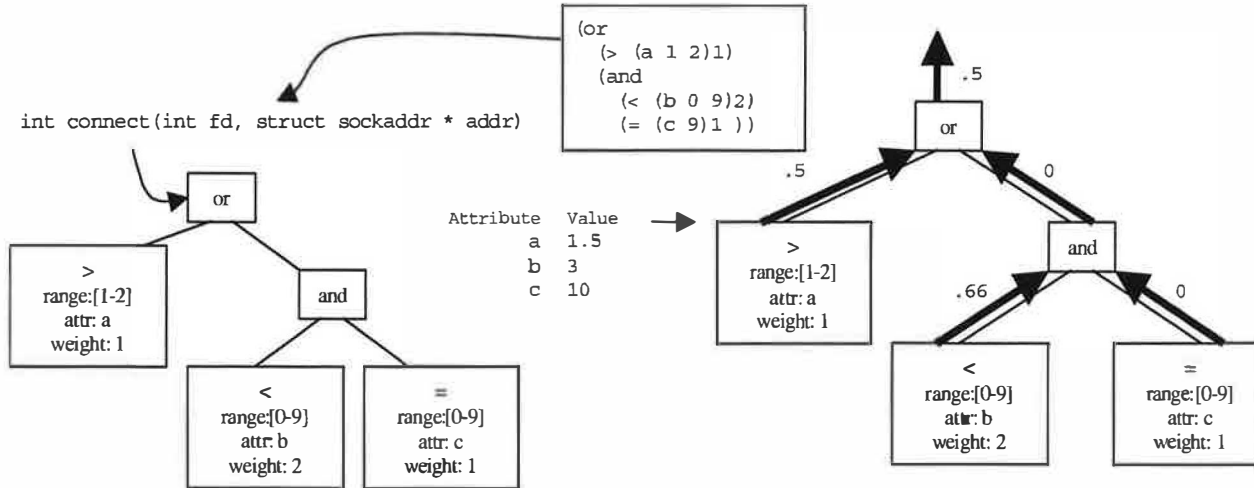 (or
(> (a 1 2)1)
(and
(< (b 0 9)2)
(= (c 9)1 ))
int connect(int fd, struct sockaddr * addr)
or
>
range:[1-2]
attr: a
weight: 1
and
<
range:[0-9}
attr: b
weight: 2
=
range:[0-9]
attr: c
weight: 1
Attribute Value
a 1.5
b 3
c 10
.5
or
.5
0
>
range:[1-2]
attr: a
weight: 1
and
.66
0
<
range:[0-9]
attr: b
weight: 2
=
range:[0-9]
attr: c
weight: 1